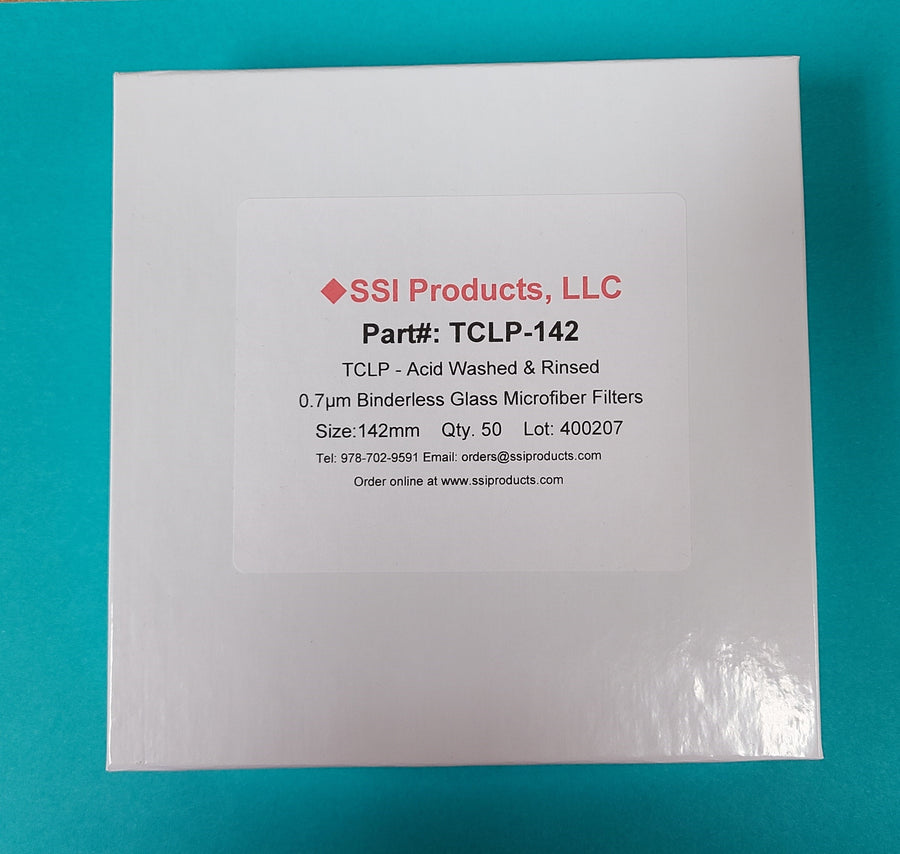 ◆SSI Products, LLC
Part#: TCLP-142
TCLP - Acid Washed & Rinsed
0.7µm Binderless Glass Microfiber Filters
Size:142mm Qty. 50 Lot: 400207
Tel: 978-702-9591 Email: orders@ssiproducts.com
Order online at www.ssiproducts.com